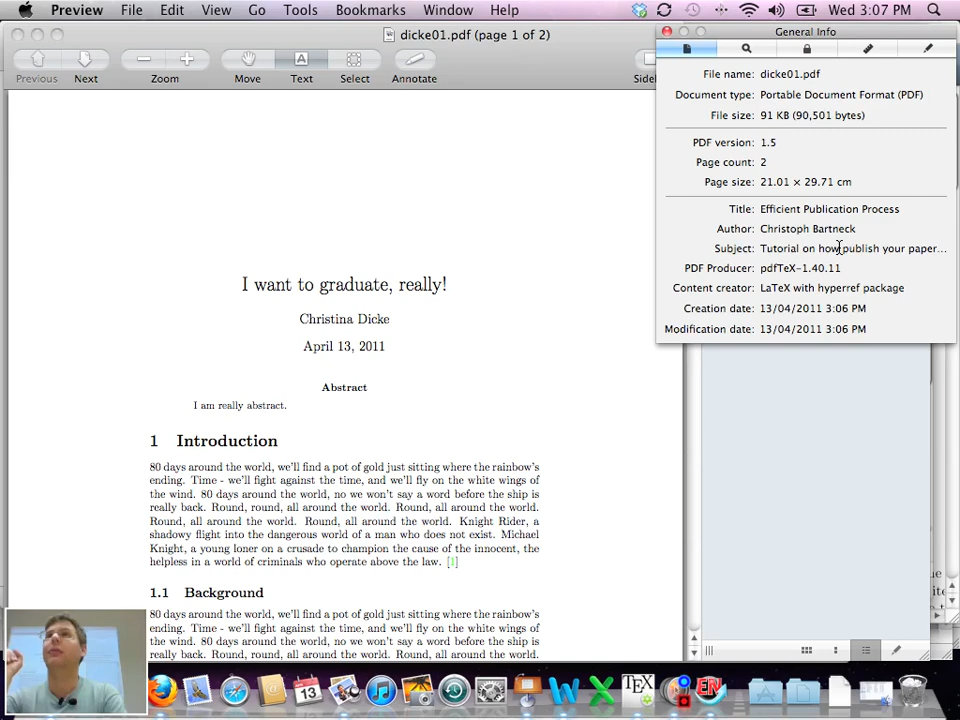 Preview File Edit View Go Tools Bookmarks Window Help Wed 3:07 PM
dicke01.pdf (page 1 of 2)
Previous Next Zoom Move Text Select Annotate
General Info
File name: dicke01.pdf
Document type: Portable Document Format (PDF)
File size: 91 KB (90,501 bytes)
PDF version: 1.5
Page count: 2
Page size: 21.01 × 29.71 cm
Title: Efficient Publication Process
Author: Christoph Bartneck
Subject: Tutorial on how publish your paper...
PDF Producer: pdfTeX-1.40.11
Content creator: LaTeX with hyperref package
Creation date: 13/04/2011 3:06 PM
Modification date: 13/04/2011 3:06 PM
I want to graduate, really!
Christina Dicke
April 13, 2011
Abstract
I am really abstract.
1 Introduction
80 days around the world, we'll find a pot of gold just sitting where the rainbow's
ending. Time - we'll fight against the time, and we'll fly on the white wings of
the wind. 80 days around the world, no we won't say a word before the ship is
really back. Round, round, all around the world. Round, all around the world.
Round, all around the world. Round, all around the world. Knight Rider, a
shadowy flight into the dangerous world of a man who does not exist. Michael
Knight, a young loner on a crusade to champion the cause of the innocent, the
helpless in a world of criminals who operate above the law. [1]
1.1 Background
80 days around the world, we'll find a pot of gold just sitting where the rainbow's
ending. Time - we'll fight against the time, and we'll fly on the white wings of
the wind. 80 days around the world, no we won't say a word before the ship is
really back. Round, round, all around the world. Round, all around the world.
13
TEX
EN